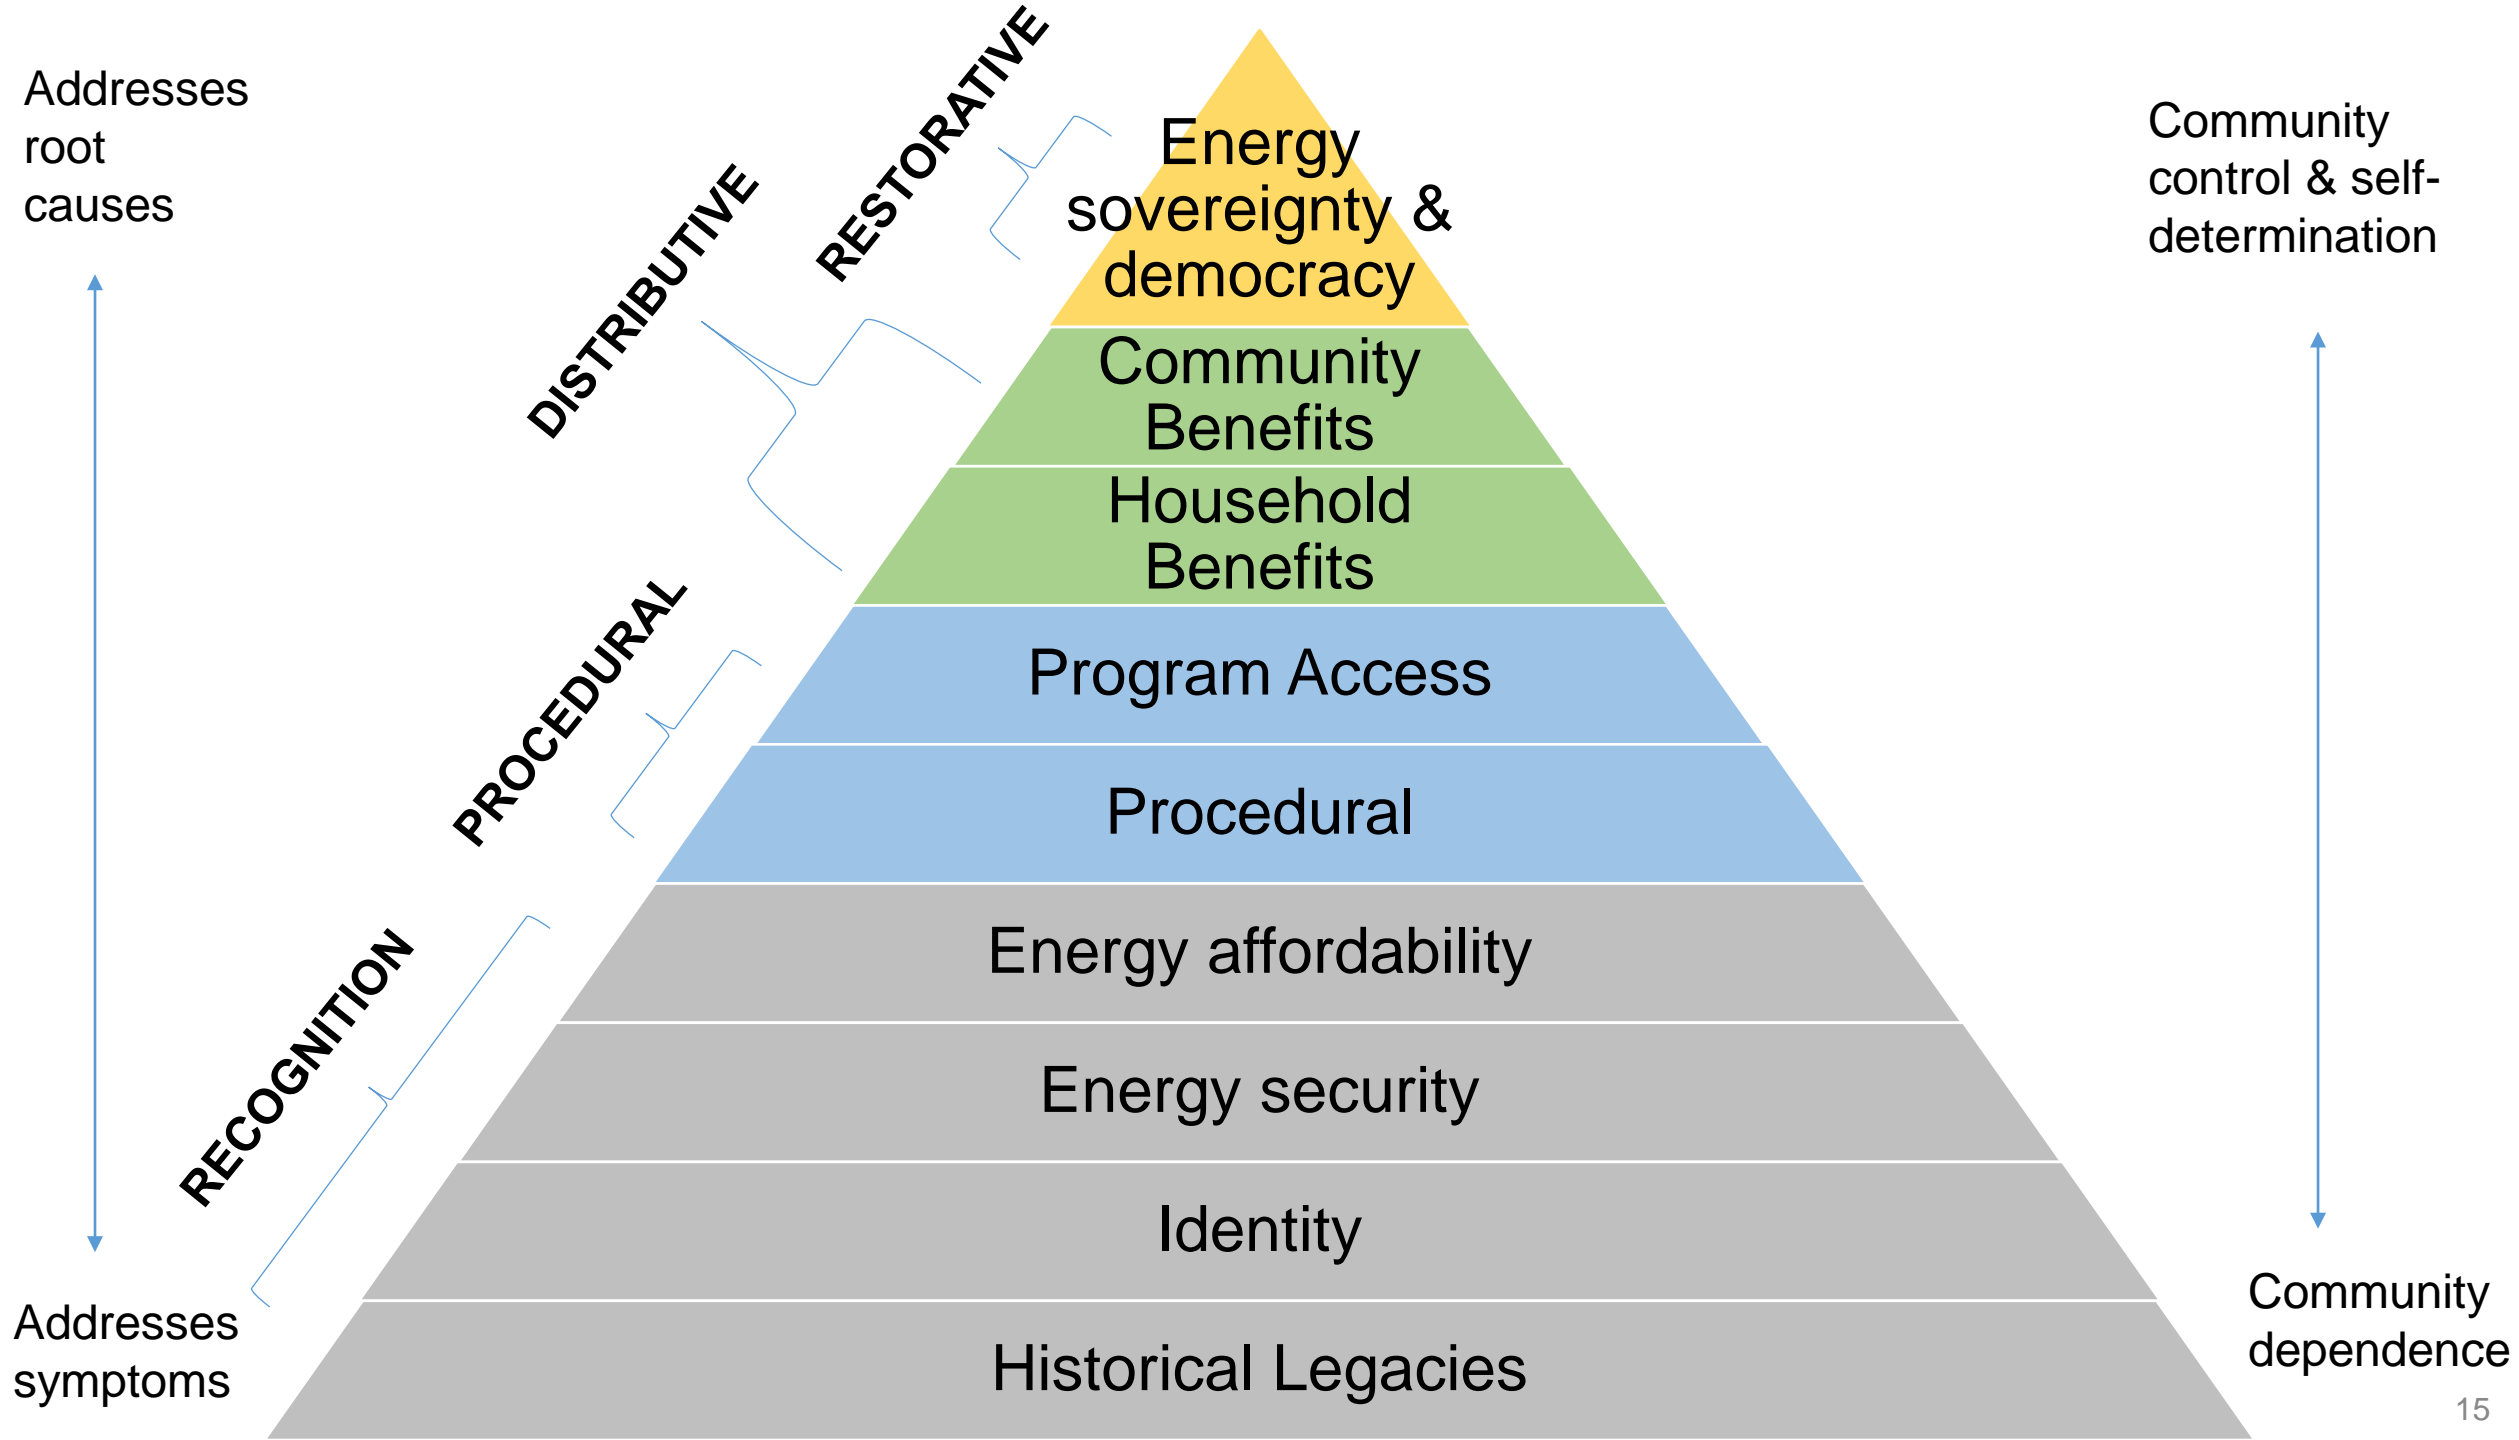 Addresses
root
causes
RESTORATIVE
DISTRIBUTIVE
PROCEDURAL
RECOGNITION
Addresses
symptoms
Energy
sovereignty &
democracy
Community
Benefits
Household
Benefits
Program Access
Procedural
Energy affordability
Energy security
Identity
Historical Legacies
Community
control & self-
determination
Community
dependence
15